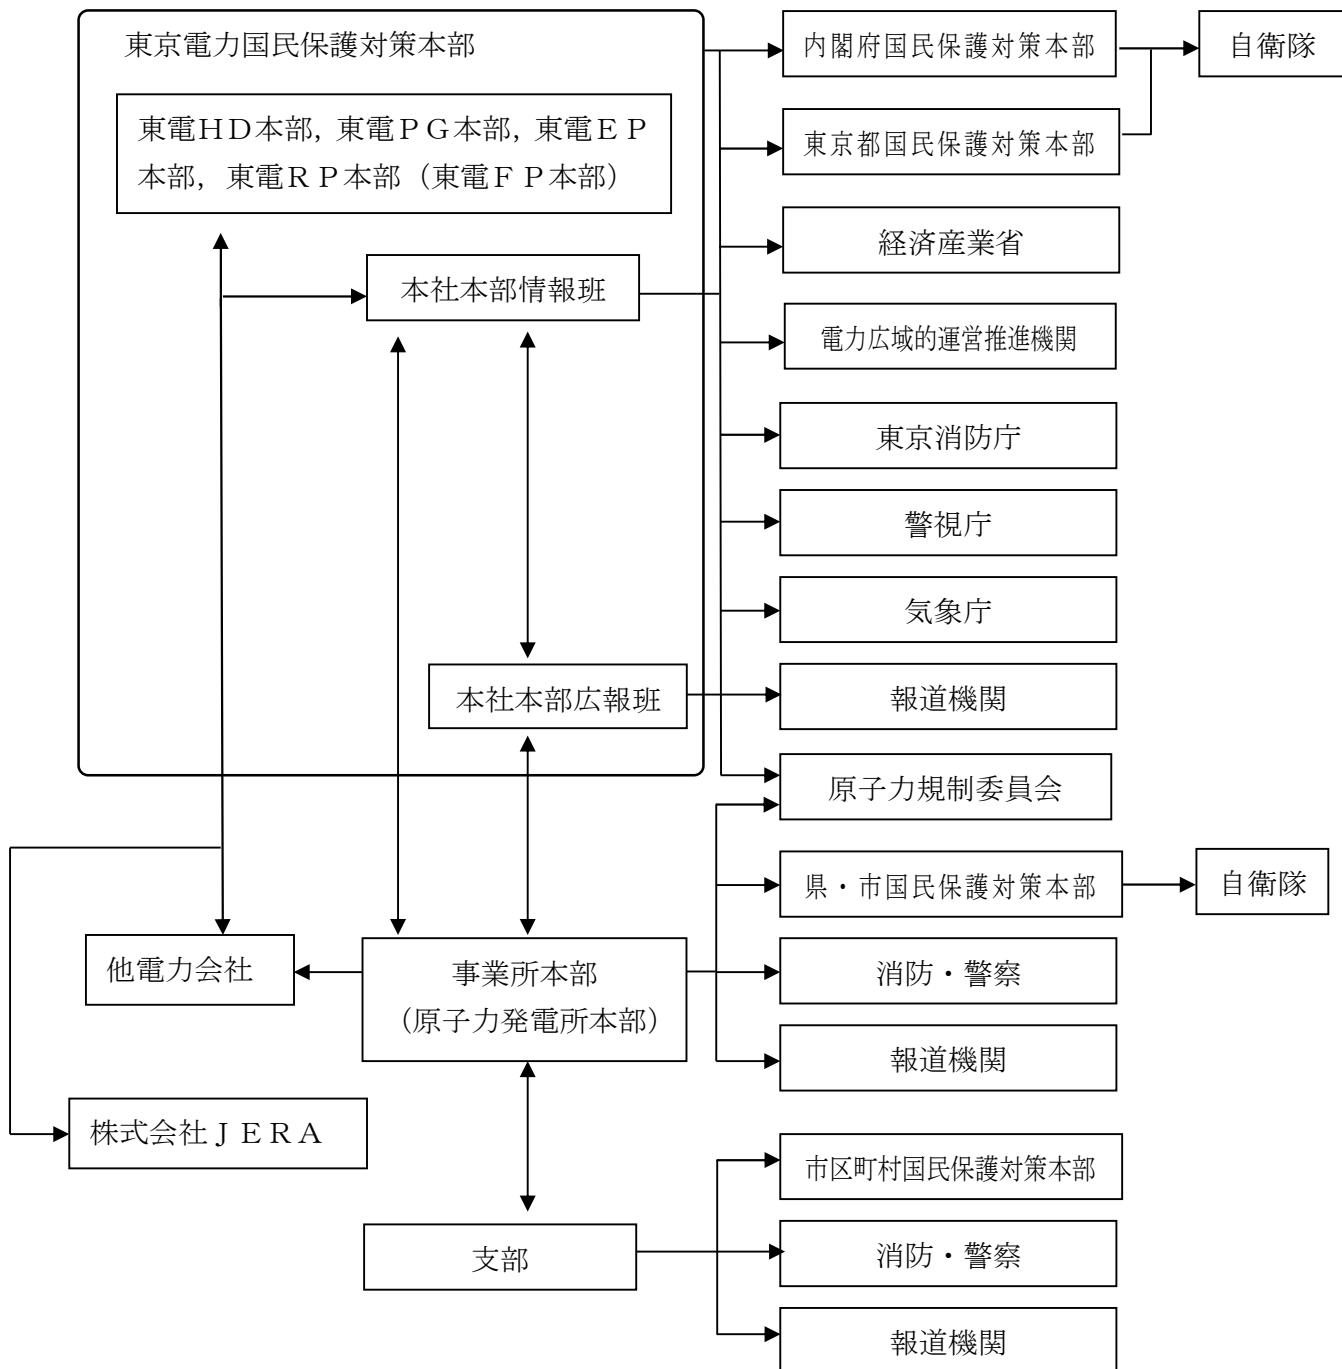 東京電力国民保護対策本部
東電ＨＤ本部，東電ＰＧ本部，東電ＥＰ
本部，東電ＲＰ本部（東電ＦＰ本部）
本社本部情報班
本社本部広報班
内閣府国民保護対策本部
自衛隊
東京都国民保護対策本部
経済産業省
電力広域的運営推進機関
東京消防庁
警視庁
気象庁
報道機関
原子力規制委員会
県・市国民保護対策本部
自衛隊
他電力会社
事業所本部
（原子力発電所本部）
消防・警察
報道機関
株式会社ＪＥＲＡ
市区町村国民保護対策本部
支部
消防・警察
報道機関